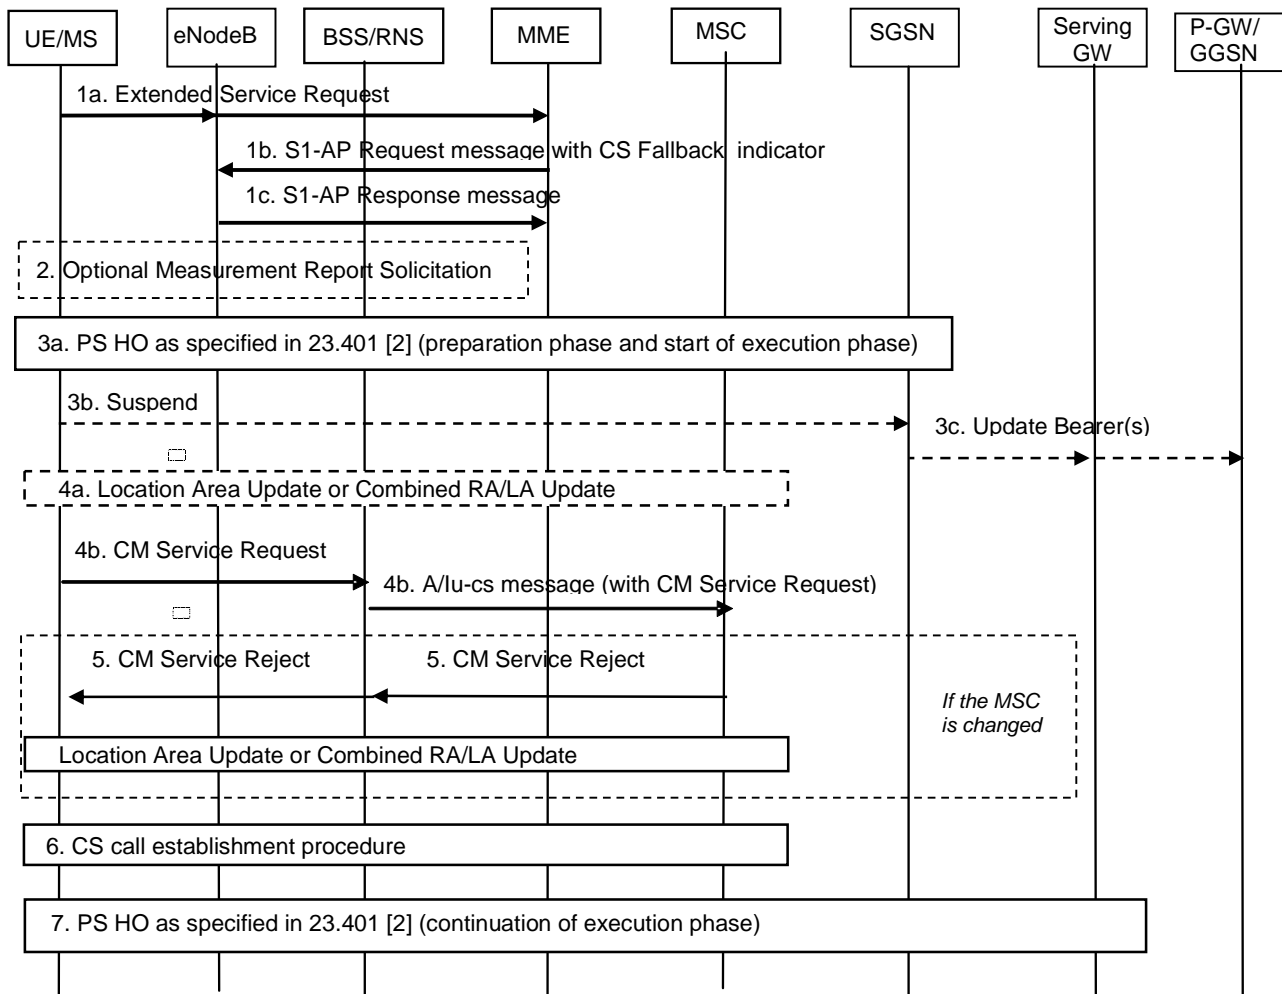 UE/MS
eNodeB
BSS/RNS
MME
MSC
SGSN
Serving
GW
P-GW/
GGSN
1a. Extended Service Request
1b. S1-AP Request message with CS Fallback indicator
1c. S1-AP Response message
2. Optional Measurement Report Solicitation
3a. PS HO as specified in 23.401 [2] (preparation phase and start of execution phase)
3b. Suspend
3c. Update Bearer(s)
4a. Location Area Update or Combined RA/LA Update
4b. CM Service Request
4b. A/Iu-cs message (with CM Service Request)
5. CM Service Reject
5. CM Service Reject
If the MSC
is changed
Location Area Update or Combined RA/LA Update
6. CS call establishment procedure
7. PS HO as specified in 23.401 [2] (continuation of execution phase)